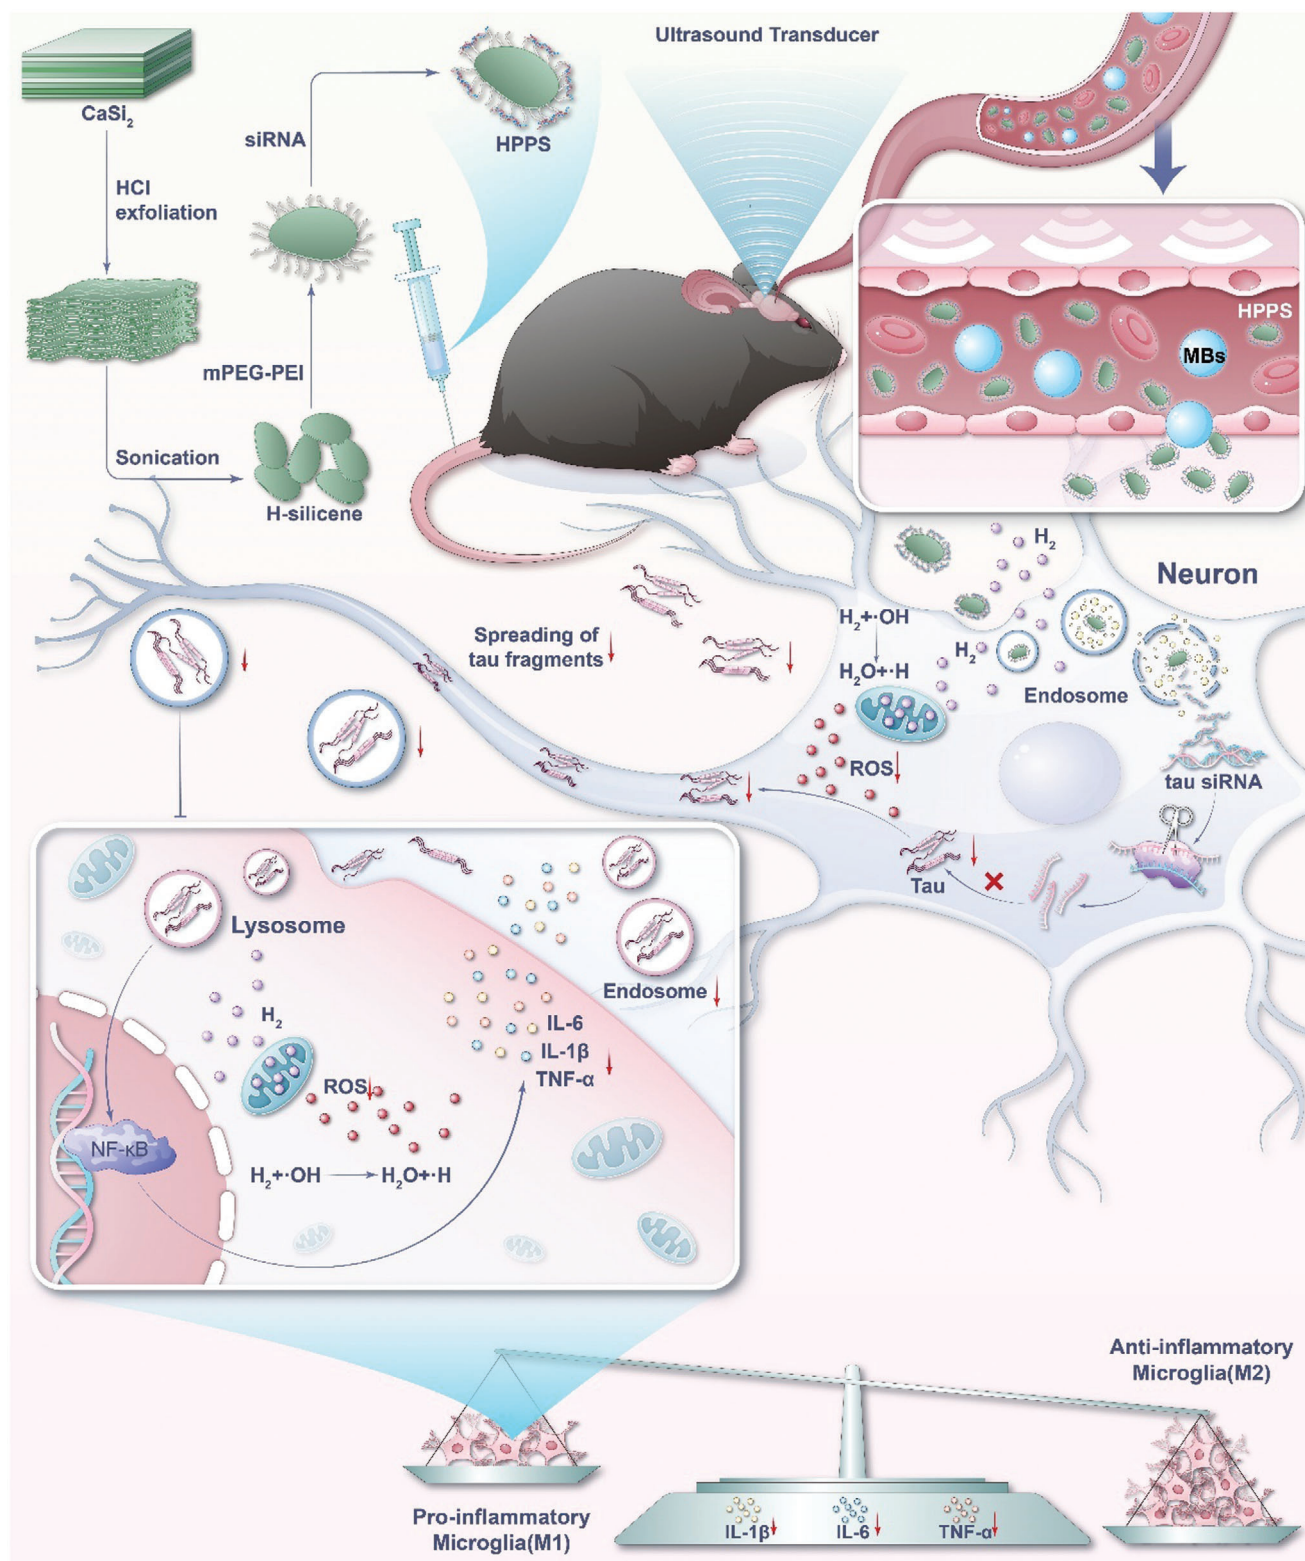 CaSi₂
HCl
exfoliation
Sonication
H-silicene
mPEG-PEI
siRNA
HPPS
Ultrasound Transducer
HPPS
MBs
Neuron
H₂
H₂
H₂+·OH
H₂O+·H
Endosome
Spreading of
tau fragments
ROS
tau siRNA
Tau
Lysosome
Endosome
H₂
IL-6
IL-1β
TNF-α
ROS
NF-κB
H₂+·OH
H₂O+·H
Anti-inflammatory
Microglia(M2)
Pro-inflammatory
Microglia(M1)
IL-1β
IL-6
TNF-α